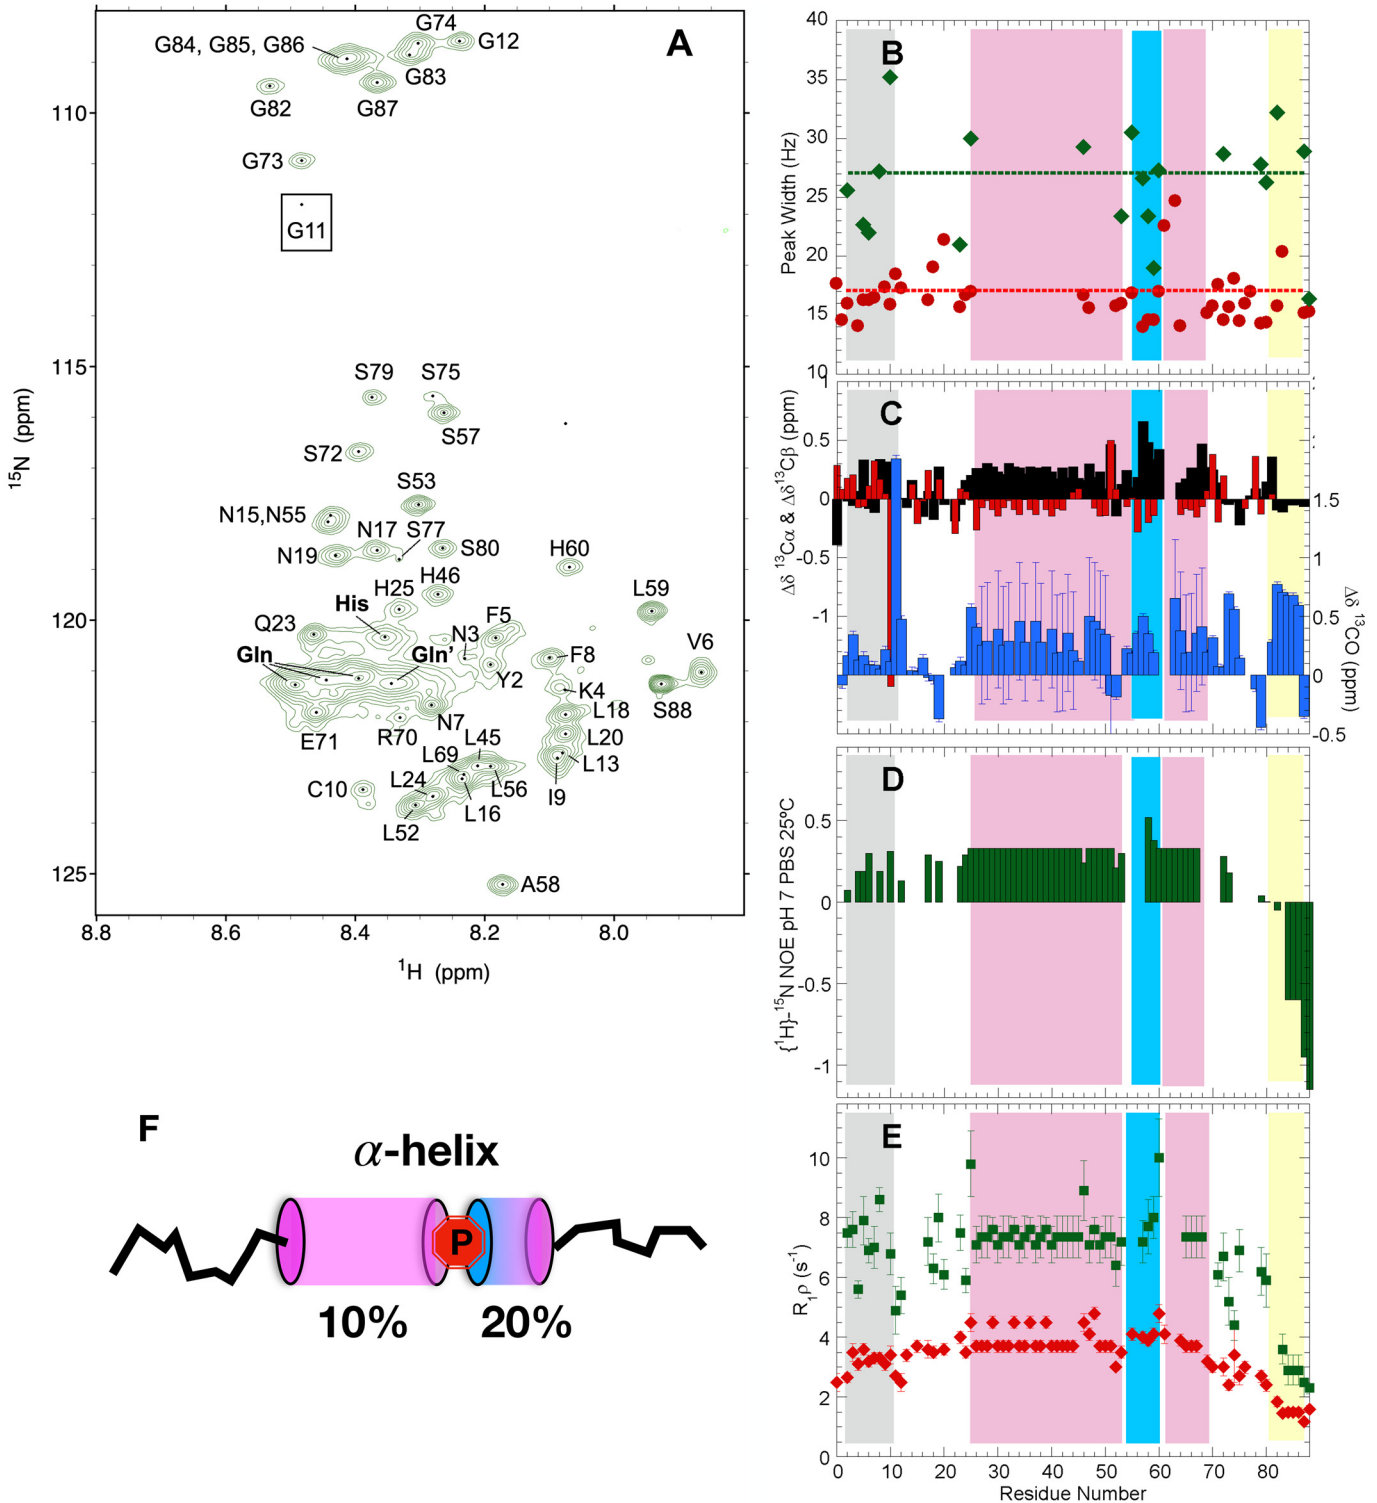 A
G74
G84, G85, G86
G12
G83
G82
G87
110
G73
G11
115
S79
S75
S57
S72
S53
N15,N55
N17
S77
N19
S80
H60
H46
H25
L59
His
120
Q23
N3
F5
V6
Gln
Gln'
F8
Y2
K4
S88
L18
N7
E71
R70
L45
L20
L69
L13
C10
L24
L56
I9
L16
L52
125
A58
8.8
8.6
8.4
8.2
8.0
¹H (ppm)
¹⁵N (ppm)
B
40
35
30
25
20
15
10
Peak Width (Hz)
C
1
0.5
0
-0.5
-1
Δδ ¹³Cα & Δδ¹³Cβ (ppm)
1.5
1
0.5
0
-0.5
Δδ ¹³CO (ppm)
D
0.5
0
-0.5
-1
{¹H}-¹⁵N NOE pH 7 PBS 25ºC
E
10
8
6
4
2
0
R₁ρ (s⁻¹)
0
10
20
30
40
50
60
70
80
Residue Number
F
α-helix
P
10%
20%